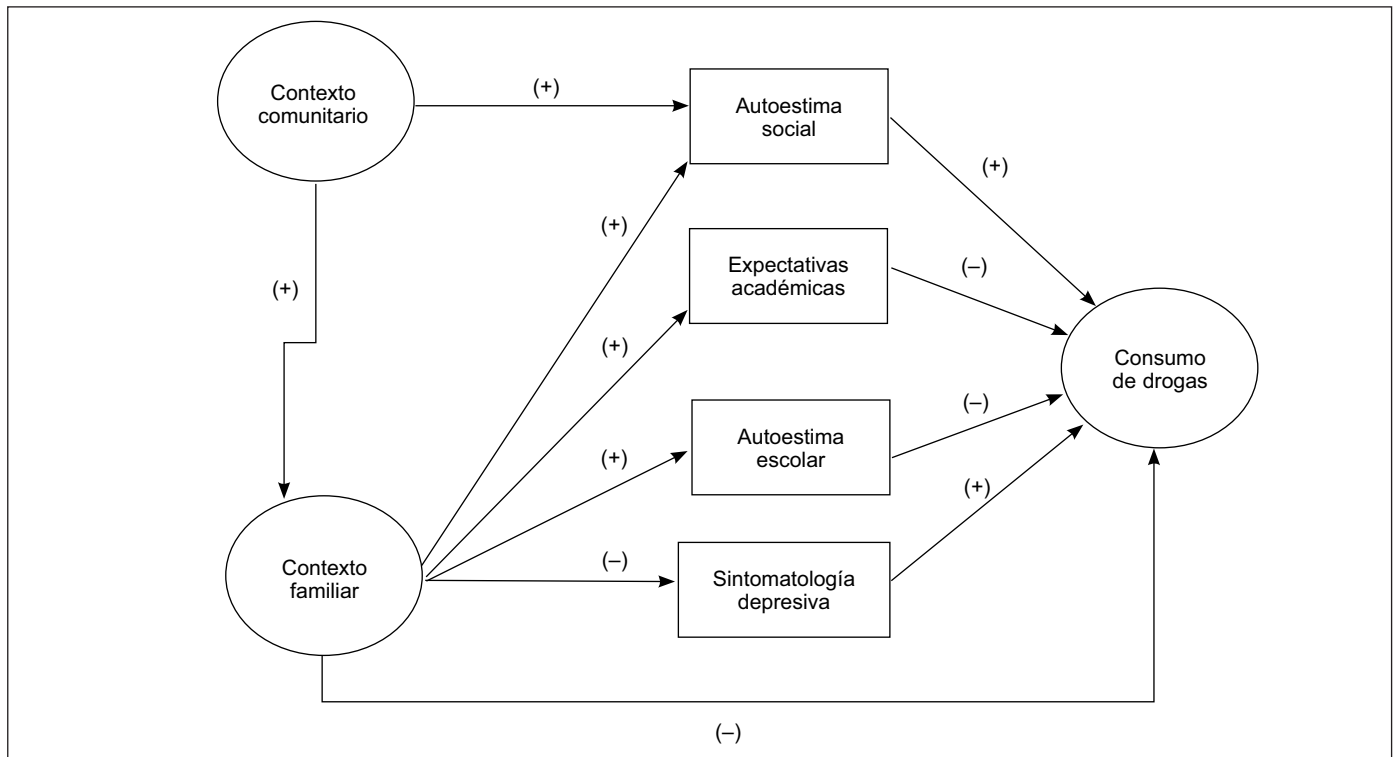 Contexto
comunitario
(+)
Autoestima
social
(+)
(+)
Expectativas
académicas
(–)
(+)
(+)
Consumo
de drogas
Autoestima
escolar
(–)
(+)
(+)
Contexto
familiar
(–)
Sintomatología
depresiva
(–)